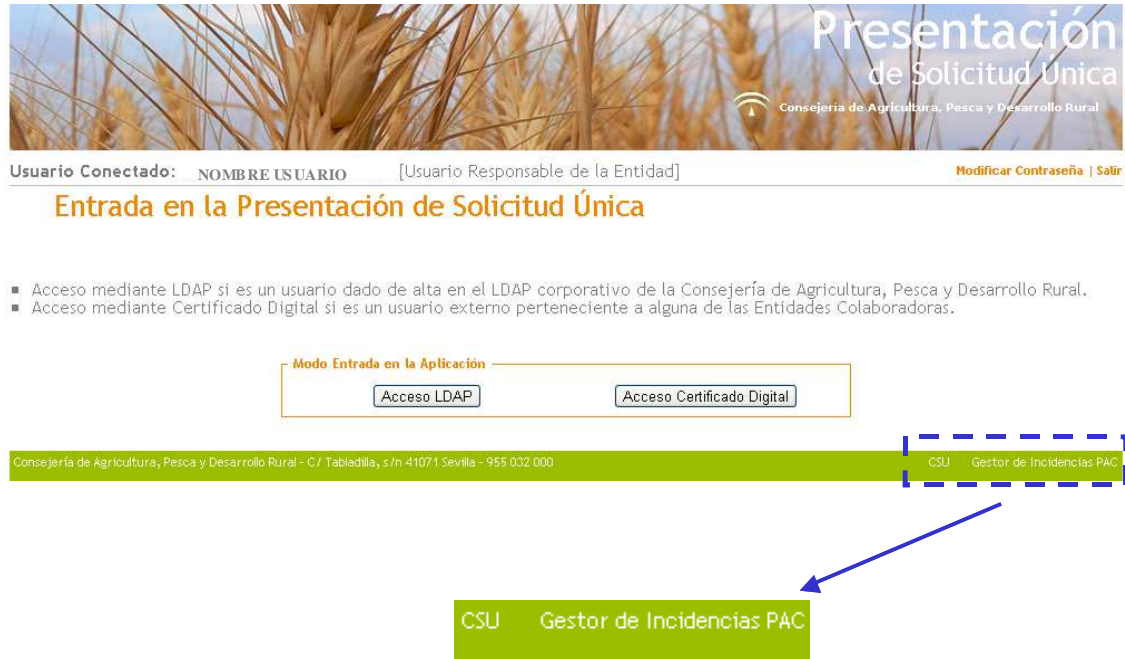 Presentación
de Solicitud Única
Consejería de Agricultura, Pesca y Desarrollo Rural
Usuario Conectado: NOMBRE USUARIO [Usuario Responsable de la Entidad] Modificar Contraseña | Salir
Entrada en la Presentación de Solicitud Única
Acceso mediante LDAP si es un usuario dado de alta en el LDAP corporativo de la Consejería de Agricultura, Pesca y Desarrollo Rural.
Acceso mediante Certificado Digital si es un usuario externo perteneciente a alguna de las Entidades Colaboradoras.
Modo Entrada en la Aplicación
Acceso LDAP Acceso Certificado Digital
Consejería de Agricultura, Pesca y Desarrollo Rural - C/ Tabladilla, s/n 41071 Sevilla - 955 032 000 CSU Gestor de Incidencias PAC
CSU Gestor de Incidencias PAC